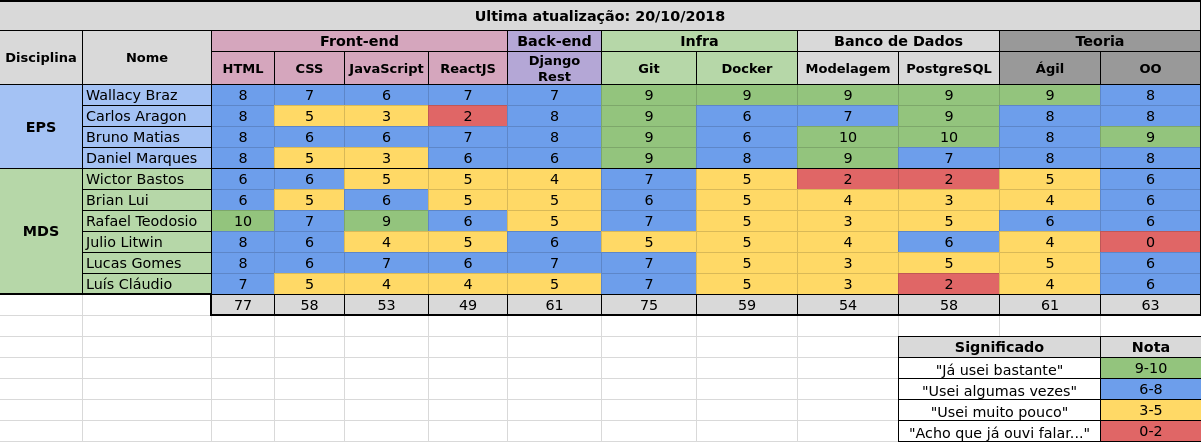 Ultima atualização: 20/10/2018
Disciplina Nome Front-end Back-end Infra Banco de Dados Teoria
HTML CSS JavaScript ReactJS Django Rest Git Docker Modelagem PostgreSQL Ágil OO
EPS
Wallacy Braz 8 7 6 7 7 9 9 9 9 9 8
Carlos Aragon 8 5 3 2 8 9 6 7 9 8 8
Bruno Matias 8 6 6 7 8 9 6 10 10 8 9
Daniel Marques 8 5 3 6 6 9 8 9 7 8 8
MDS
Wictor Bastos 6 6 5 5 4 7 5 2 2 5 6
Brian Lui 6 5 6 5 5 6 5 4 3 4 6
Rafael Teodosio 10 7 9 6 5 7 5 3 5 6 6
Julio Litwin 8 6 4 5 6 5 5 4 6 4 0
Lucas Gomes 8 6 7 6 7 7 5 3 5 5 6
Luís Cláudio 7 5 4 4 5 7 5 3 2 4 6
77 58 53 49 61 75 59 54 58 61 63
Significado Nota
"Já usei bastante" 9-10
"Usei algumas vezes" 6-8
"Usei muito pouco" 3-5
"Acho que já ouvi falar..." 0-2